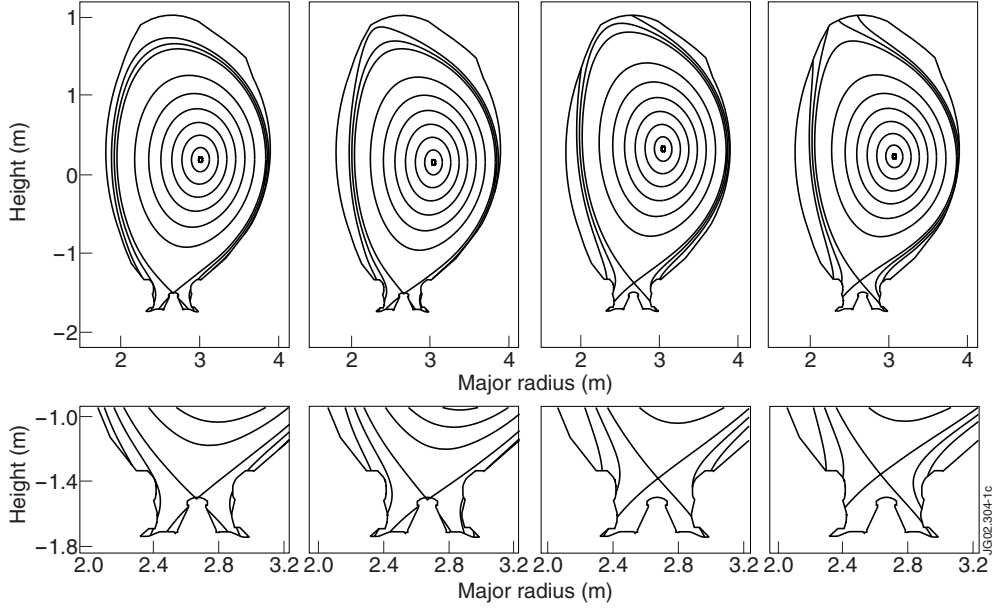 1
1
0
−1
−2
Height (m)
2 3 4 2 3 4 2 3 4 2 3 4
Major radius (m)
−1.0
−1.4
−1.8
Height (m)
2.0 2.4 2.8 3.2 2.0 2.4 2.8 3.2 2.0 2.4 2.8 3.2 2.0 2.4 2.8 3.2
Major radius (m)
JG02.304-1c